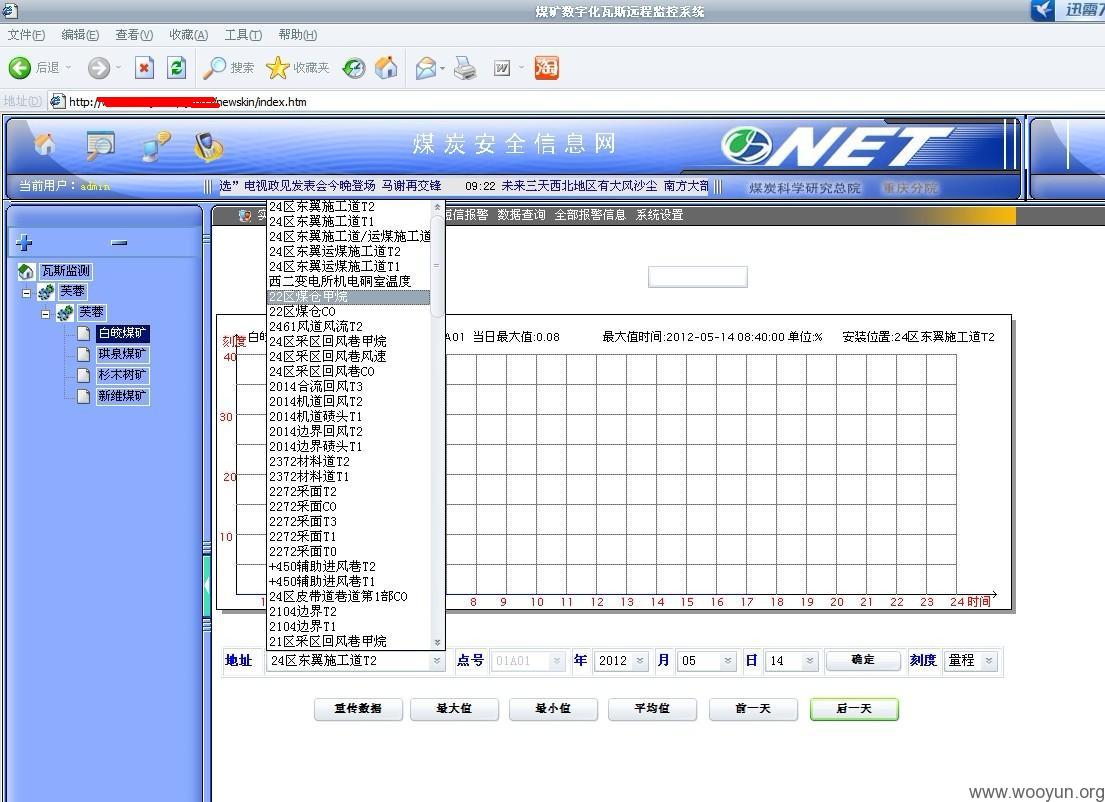 煤矿数字化瓦斯远程监控系统
迅雷7
文件(F) 编辑(E) 查看(V) 收藏(A) 工具(T) 帮助(H)
后退 搜索 收藏夹 W 淘
地址(D) http:// /newskin/index.htm
煤炭安全信息网
NET
当前用户：admin
选”电视政见发表会今晚登场 马谢再交锋 09:22 未来三天西北地区有大风沙尘 南方大部
煤炭科学研究总院 重庆分院
实 短信报警 数据查询 全部报警信息 系统设置
瓦斯监测
芙蓉
芙蓉
白皎煤矿
珙泉煤矿
杉木树矿
新维煤矿
24区东翼施工道T2
24区东翼施工道T1
24区东翼施工道/运煤施工道
24区东翼运煤施工道T2
24区东翼运煤施工道T1
西二变电所机电硐室温度
22区煤仓甲烷
22区煤仓CO
2461风道风流T2
24区采区回风巷甲烷
24区采区回风巷风速
24区采区回风巷CO
2014合流回风T3
2014机道回风T2
2014机道碛头T1
2014边界回风T2
2014边界碛头T1
2372材料道T2
2372材料道T1
2272采面T2
2272采面CO
2272采面T3
2272采面T1
2272采面T0
+450辅助进风巷T2
+450辅助进风巷T1
24区皮带道巷道第1部CO
2104边界T2
2104边界T1
21区采区回风巷甲烷
刻度 白皎 A01 当日最大值:0.08 最大值时间:2012-05-14 08:40:00 单位:% 安装位置:24区东翼施工道T2
40
30
20
10
1 8 9 10 11 12 13 14 15 16 17 18 19 20 21 22 23 24 时间
地址 24区东翼施工道T2 点号 01A01 年 2012 月 05 日 14 确定 刻度 量程
重传数据 最大值 最小值 平均值 前一天 后一天
www.wooyun.org